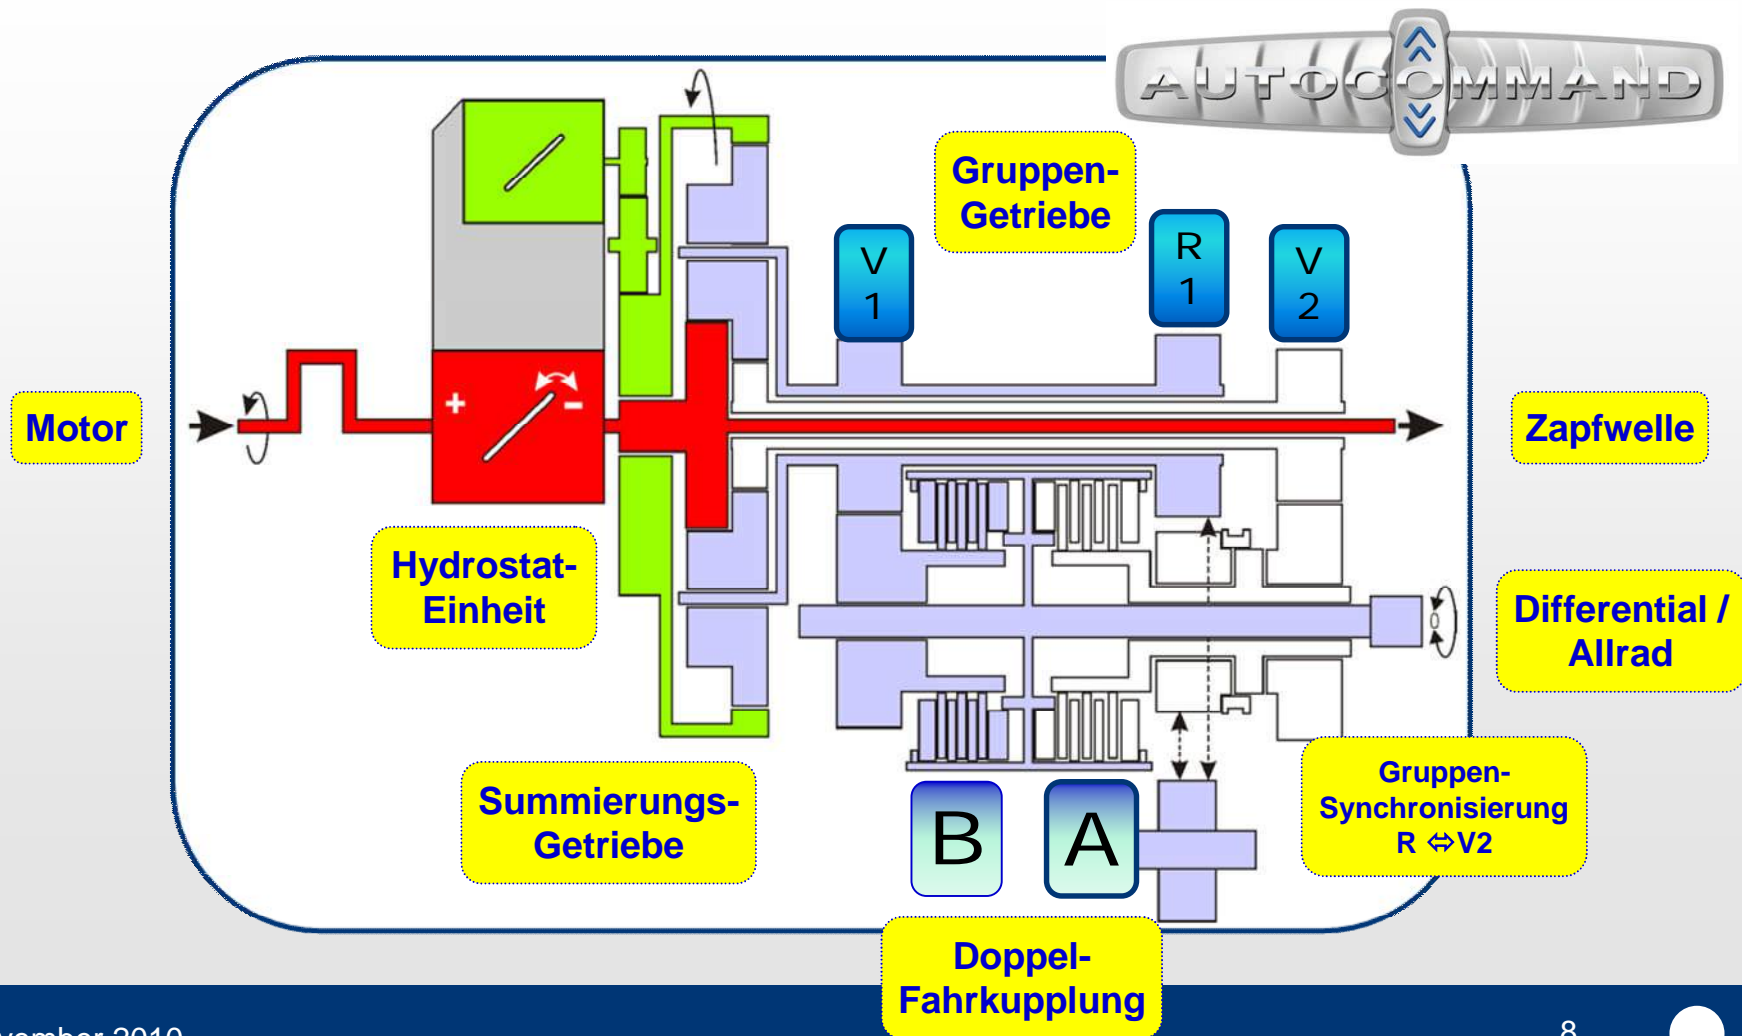 AUTOCOMMAND
Gruppen-
Getriebe
V
1
R
1
V
2
+
-
Motor
Zapfwelle
Hydrostat-
Einheit
Differential /
Allrad
Summierungs-
Getriebe
Gruppen-
Synchronisierung
R ⇔V2
B
A
Doppel-
Fahrkupplung
2010
8